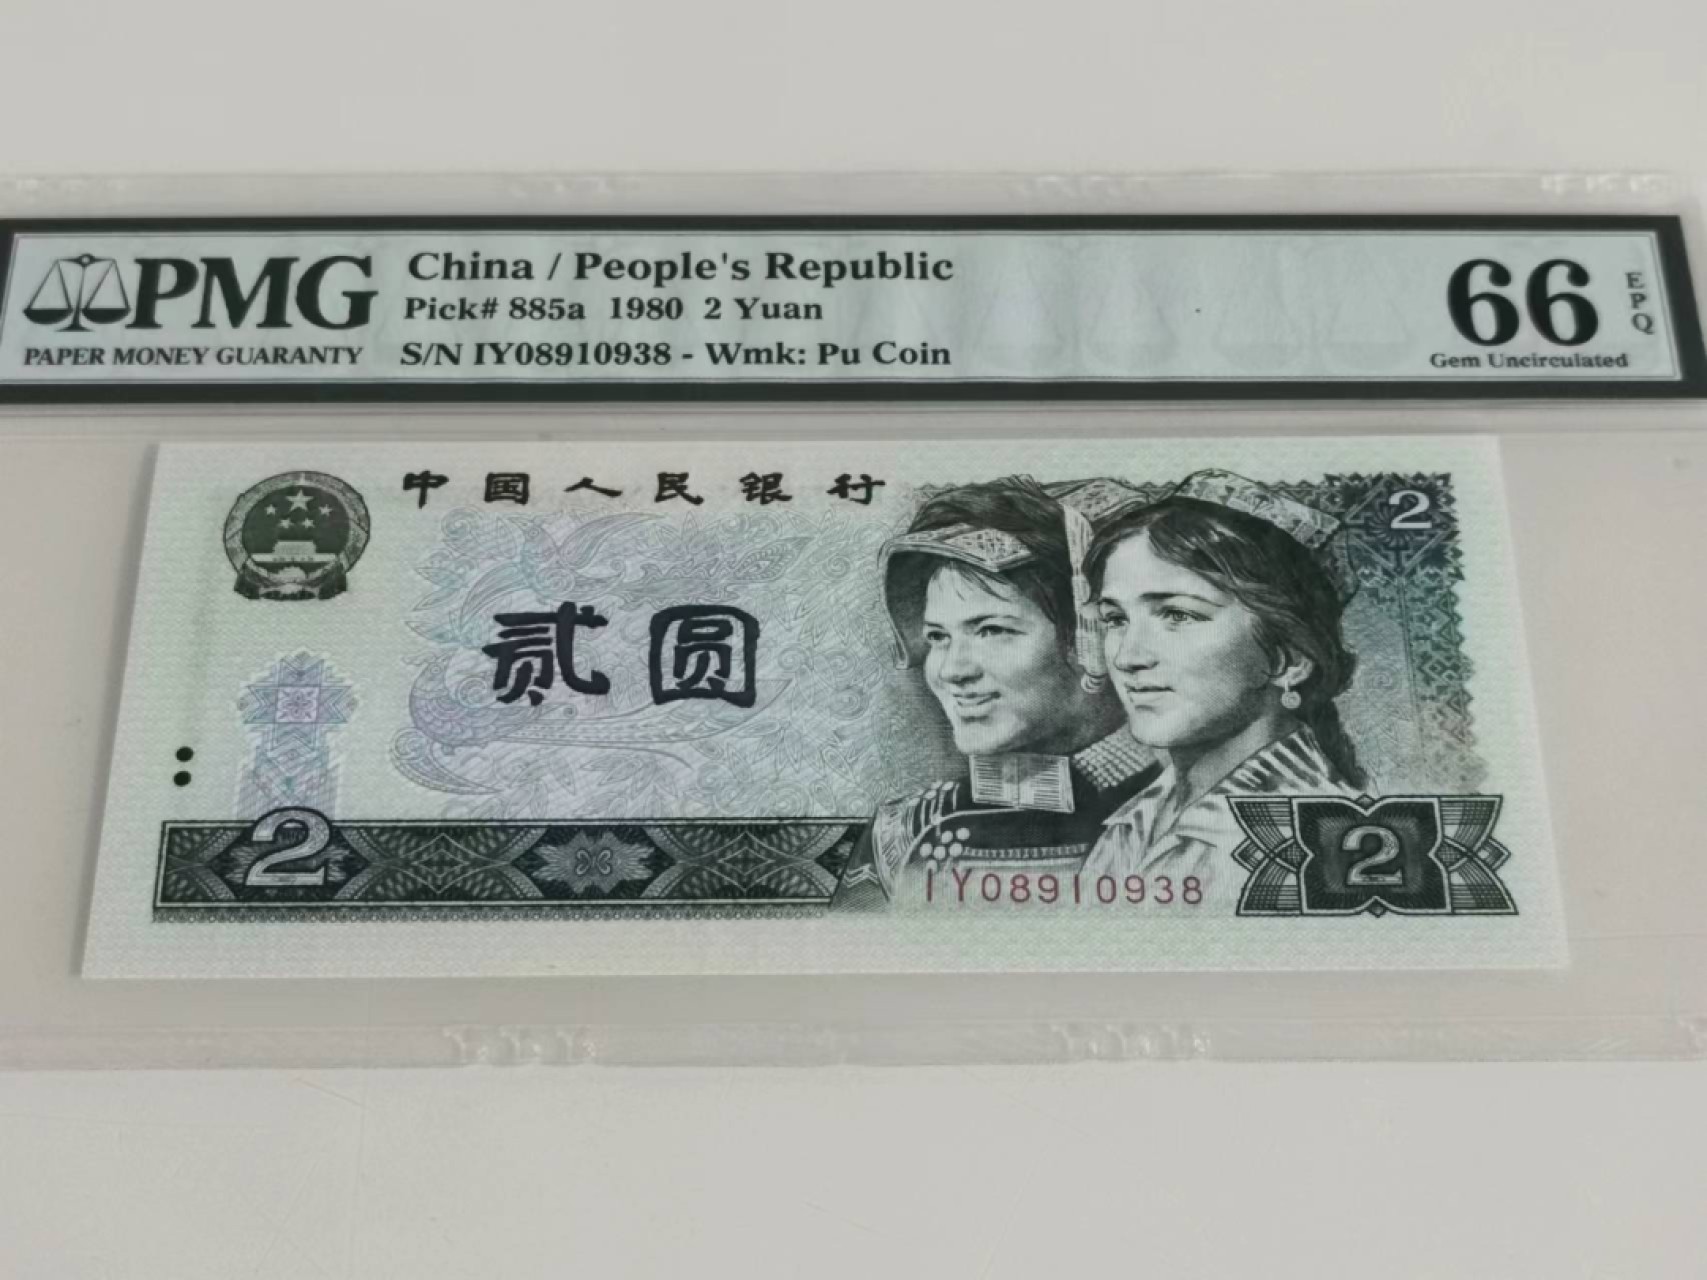 PMG
PAPER MONEY GUARANTY
China / People's Republic
Pick# 885a 1980 2 Yuan
S/N IY08910938 - Wmk: Pu Coin
66
EPQ
Gem Uncirculated
中国人民银行
2
贰圆
2
2
IY08910938